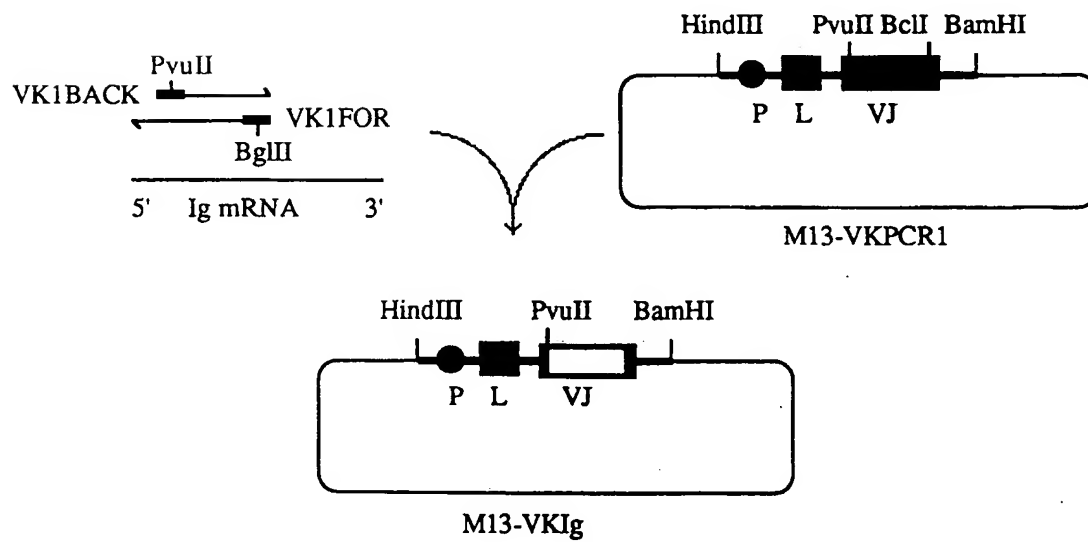 PvuII
VK1BACK
VK1FOR
BglII
5' Ig mRNA 3'
HindIII PvuII BclI BamHI
P L VJ
M13-VKPCR1
HindIII PvuII BamHI
P L VJ
M13-VKIg